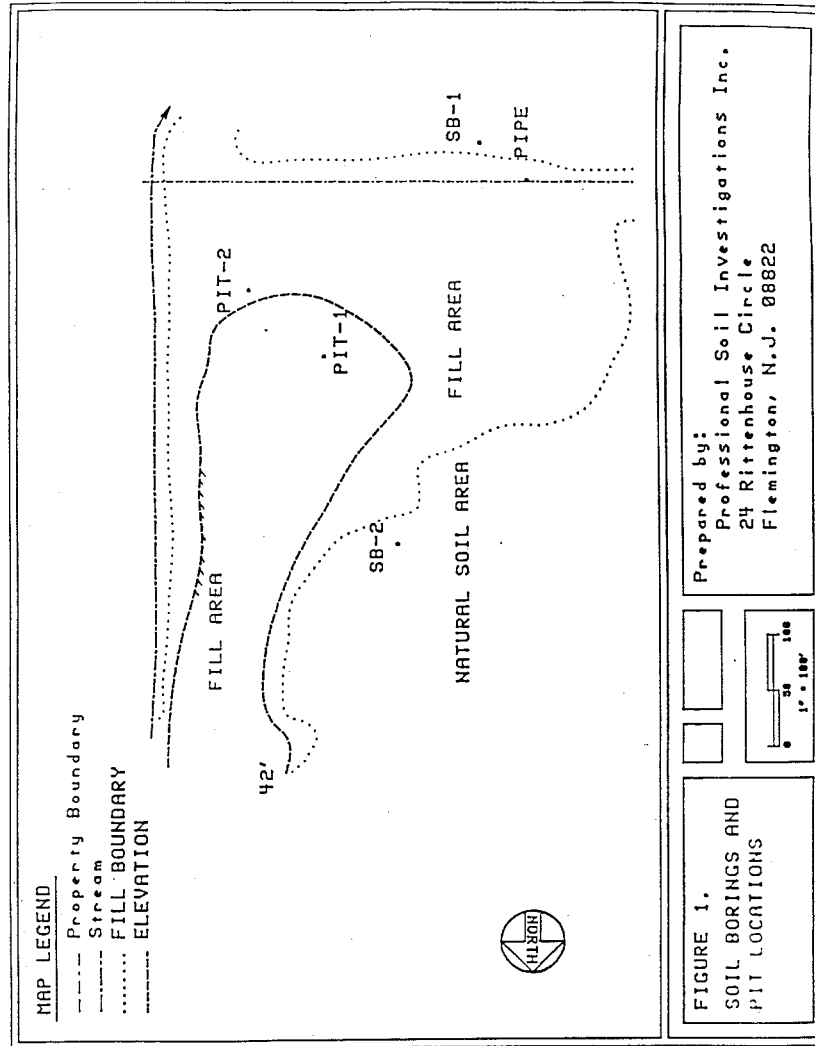 MAP LEGEND
Property Boundary
Stream
FILL BOUNDARY
ELEVATION
42'
FILL AREA
PIT-2
PIT-1
SB-2
FILL AREA
NATURAL SOIL AREA
SB-1
PIPE
NORTH
FIGURE 1.
SOIL BORINGS AND
PIT LOCATIONS
0 50 100
1" = 100'
Prepared by:
Professional Soil Investigations Inc.
24 Rittenhouse Circle
Flemington, N.J. 08822